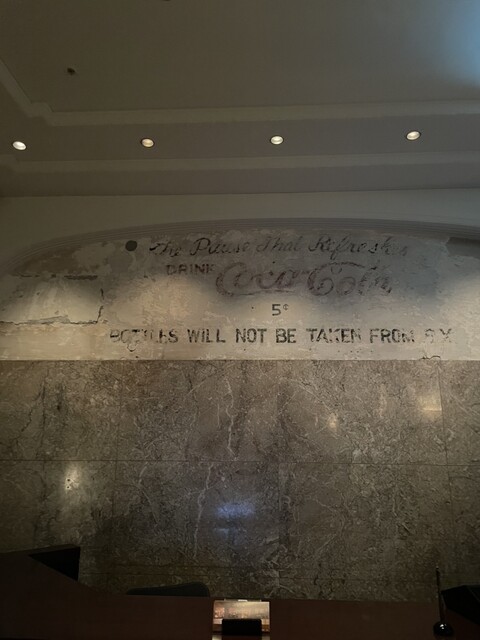 The Pause That Refreshes
DRINK Coca-Cola
5¢
BOTTLES WILL NOT BE TAKEN FROM